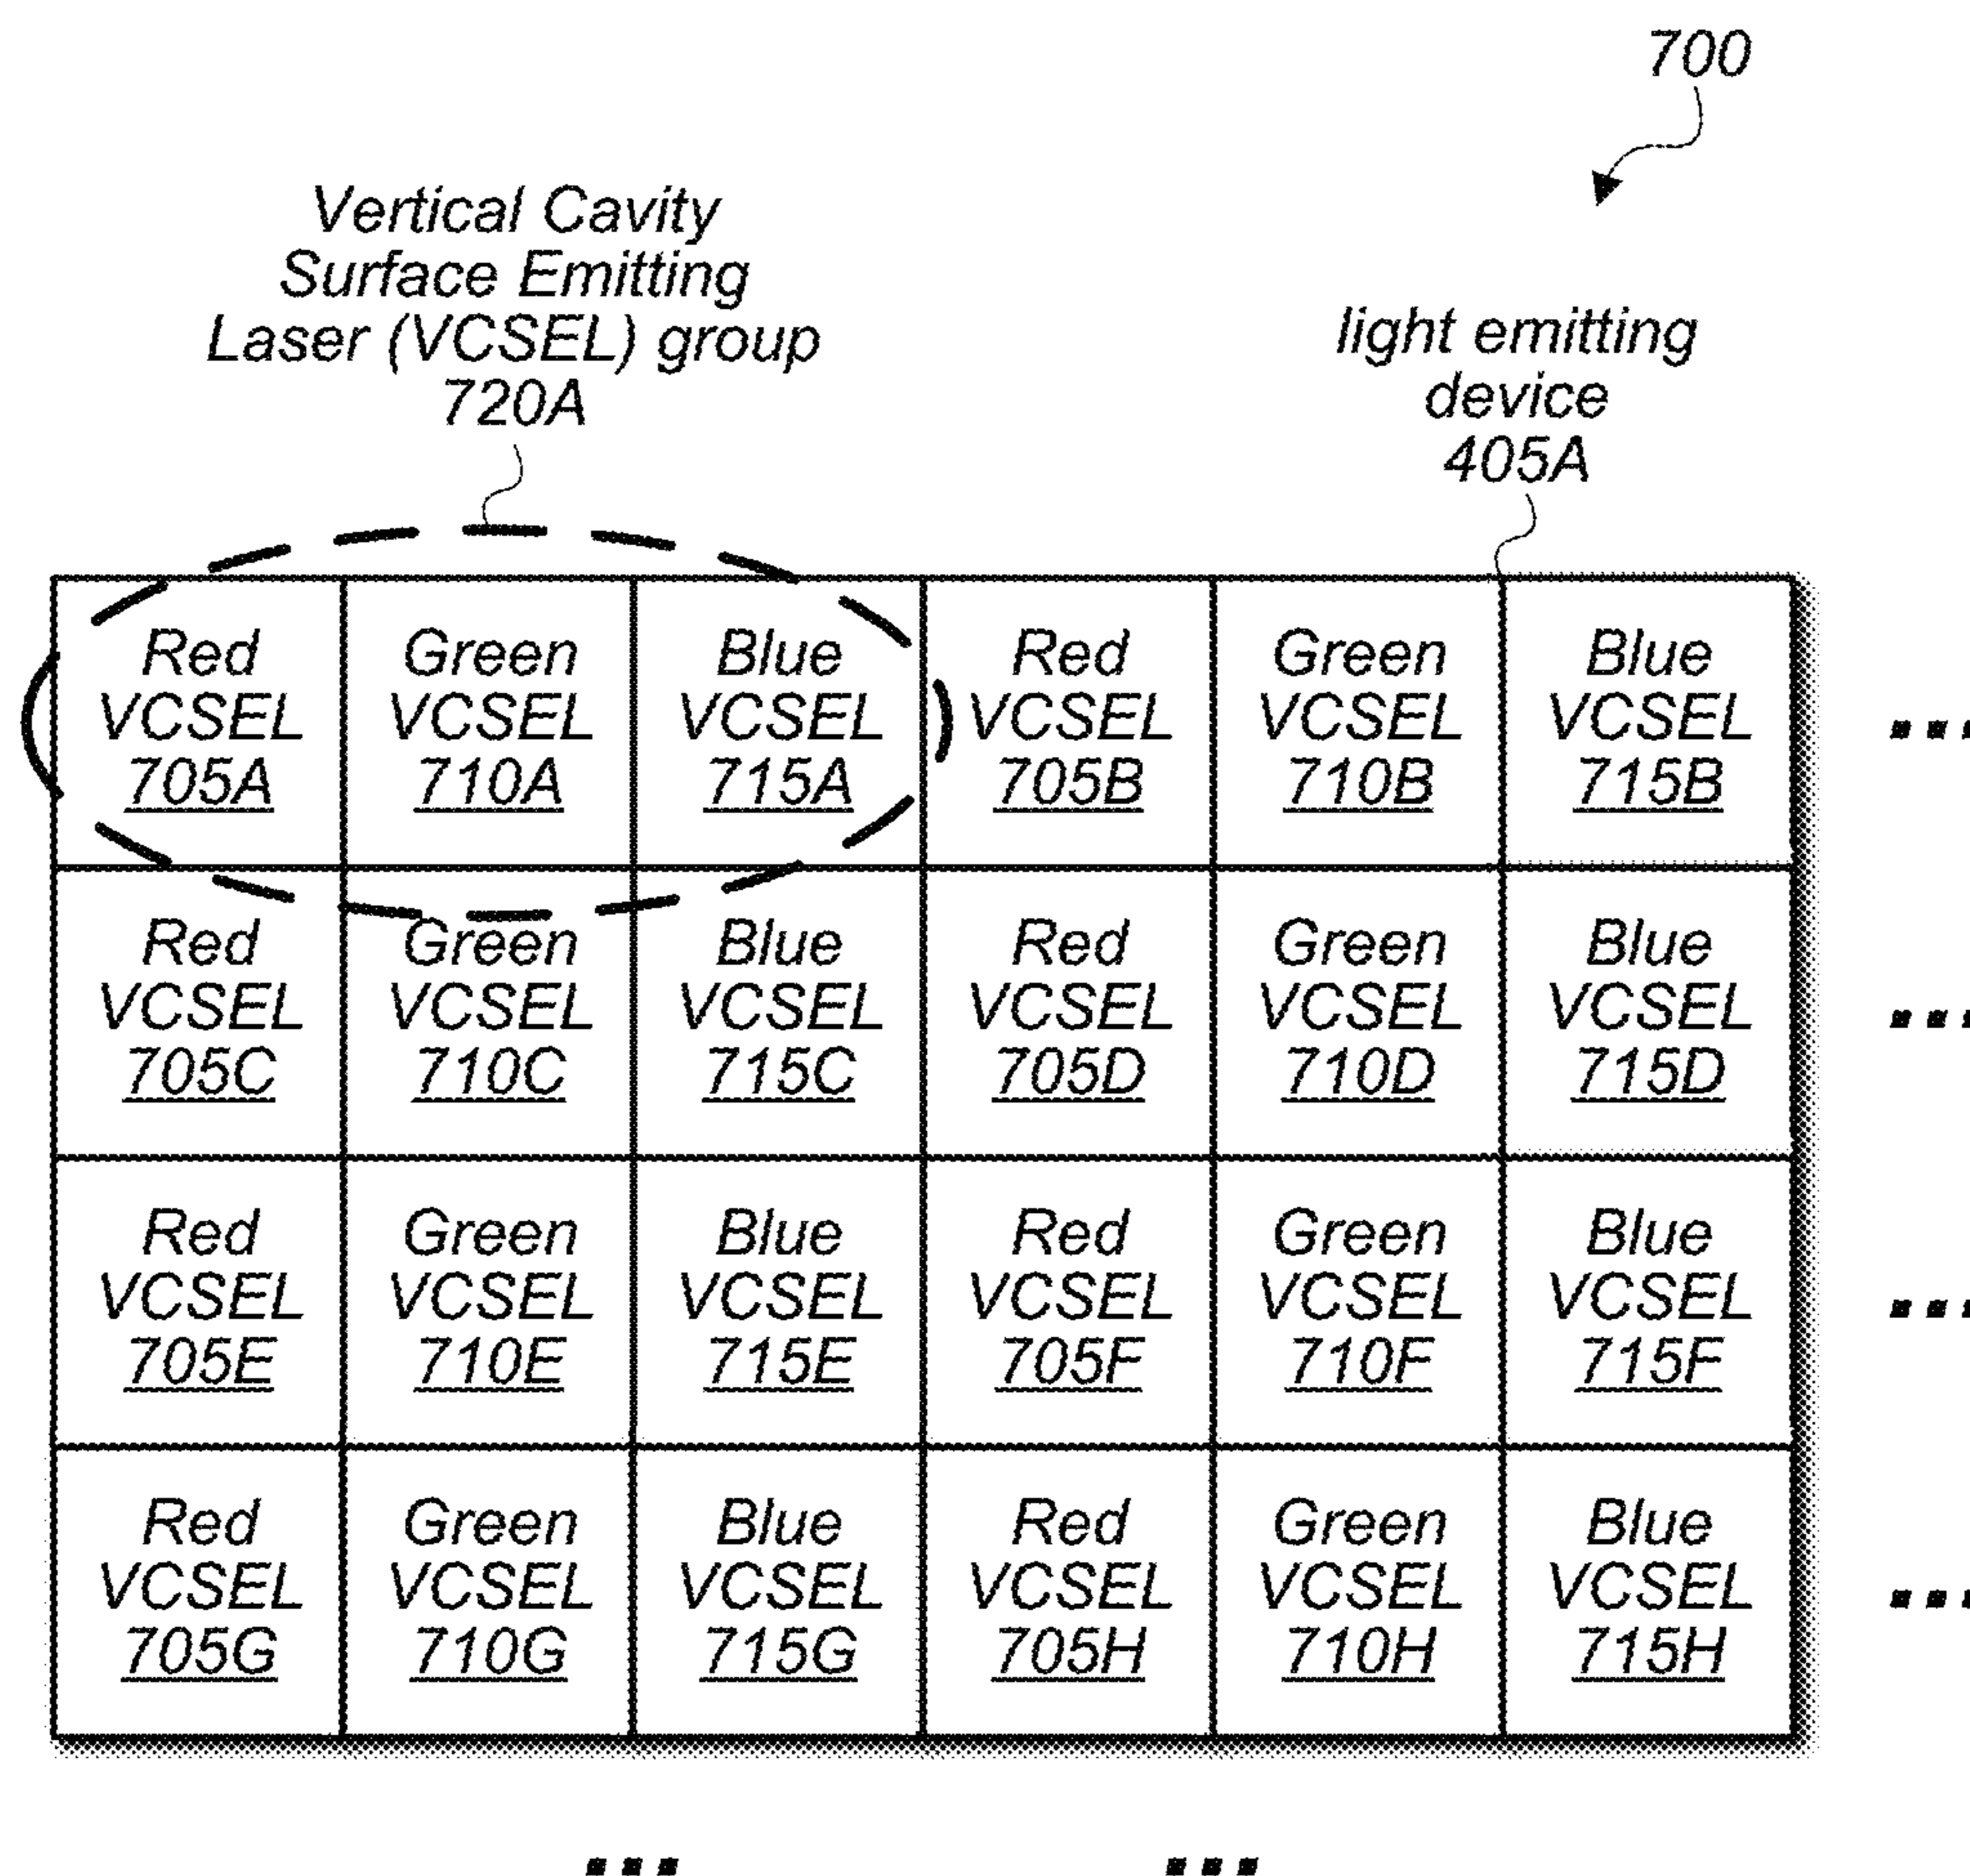 700
Vertical Cavity
Surface Emitting
Laser (VCSEL) group
720A
light emitting
device
405A
Red Green Blue Red Green Blue
VCSEL VCSEL VCSEL VCSEL VCSEL VCSEL
705A 710A 715A 705B 710B 715B
...
Red Green Blue Red Green Blue
VCSEL VCSEL VCSEL VCSEL VCSEL VCSEL
705C 710C 715C 705D 710D 715D
...
Red Green Blue Red Green Blue
VCSEL VCSEL VCSEL VCSEL VCSEL VCSEL
705E 710E 715E 705F 710F 715F
...
Red Green Blue Red Green Blue
VCSEL VCSEL VCSEL VCSEL VCSEL VCSEL
705G 710G 715G 705H 710H 715H
...
... ...